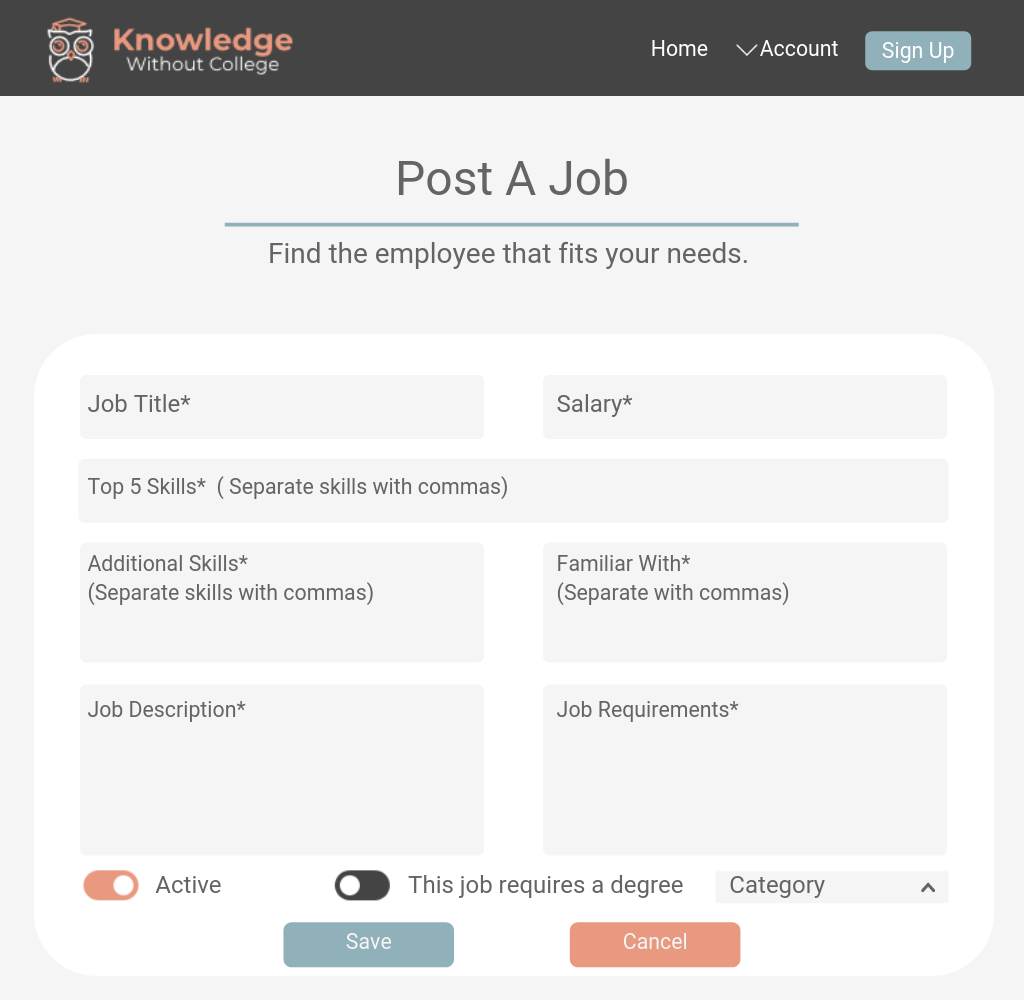 Knowledge
Without College
Home
Account
Sign Up
Post A Job
Find the employee that fits your needs.
Job Title*
Salary*
Top 5 Skills* ( Separate skills with commas)
Additional Skills*
(Separate skills with commas)
Familiar With*
(Separate with commas)
Job Description*
Job Requirements*
Active
This job requires a degree
Category
Save
Cancel